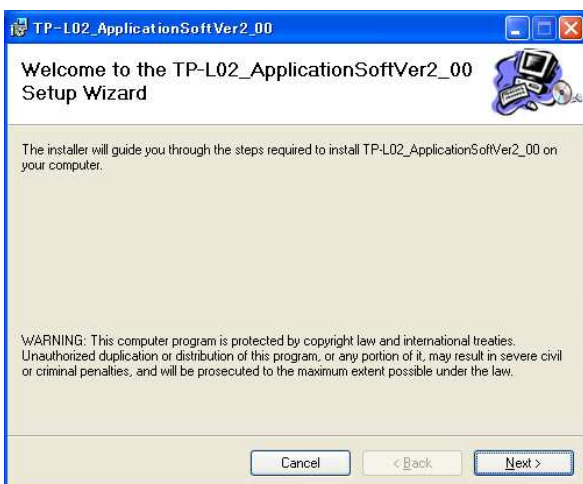 TP-L02_ApplicationSoftVer2_00
Welcome to the TP-L02_ApplicationSoftVer2_00
Setup Wizard
The installer will guide you through the steps required to install TP-L02_ApplicationSoftVer2_00 on
your computer.
WARNING: This computer program is protected by copyright law and international treaties.
Unauthorized duplication or distribution of this program, or any portion of it, may result in severe civil
or criminal penalties, and will be prosecuted to the maximum extent possible under the law.
Cancel < Back Next >